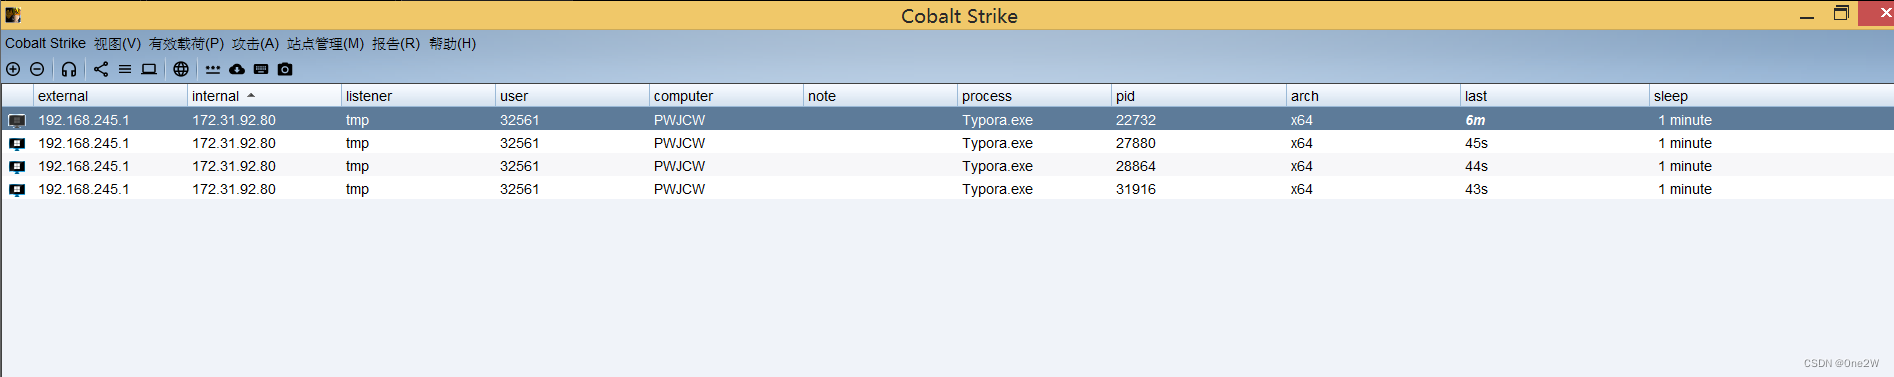 Cobalt Strike
Cobalt Strike 视图(V) 有效载荷(P) 攻击(A) 站点管理(M) 报告(R) 帮助(H)
external internal listener user computer note process pid arch last sleep
192.168.245.1 172.31.92.80 tmp 32561 PWJCW Typora.exe 22732 x64 6m 1 minute
192.168.245.1 172.31.92.80 tmp 32561 PWJCW Typora.exe 27880 x64 45s 1 minute
192.168.245.1 172.31.92.80 tmp 32561 PWJCW Typora.exe 28864 x64 44s 1 minute
192.168.245.1 172.31.92.80 tmp 32561 PWJCW Typora.exe 31916 x64 43s 1 minute
CSDN @One2W